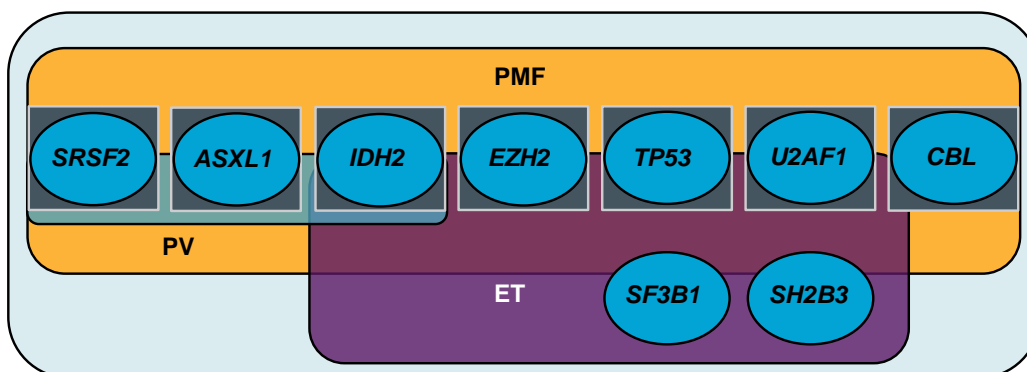 PMF
SRSF2 ASXL1 IDH2 EZH2 TP53 U2AF1 CBL
PV
ET SF3B1 SH2B3